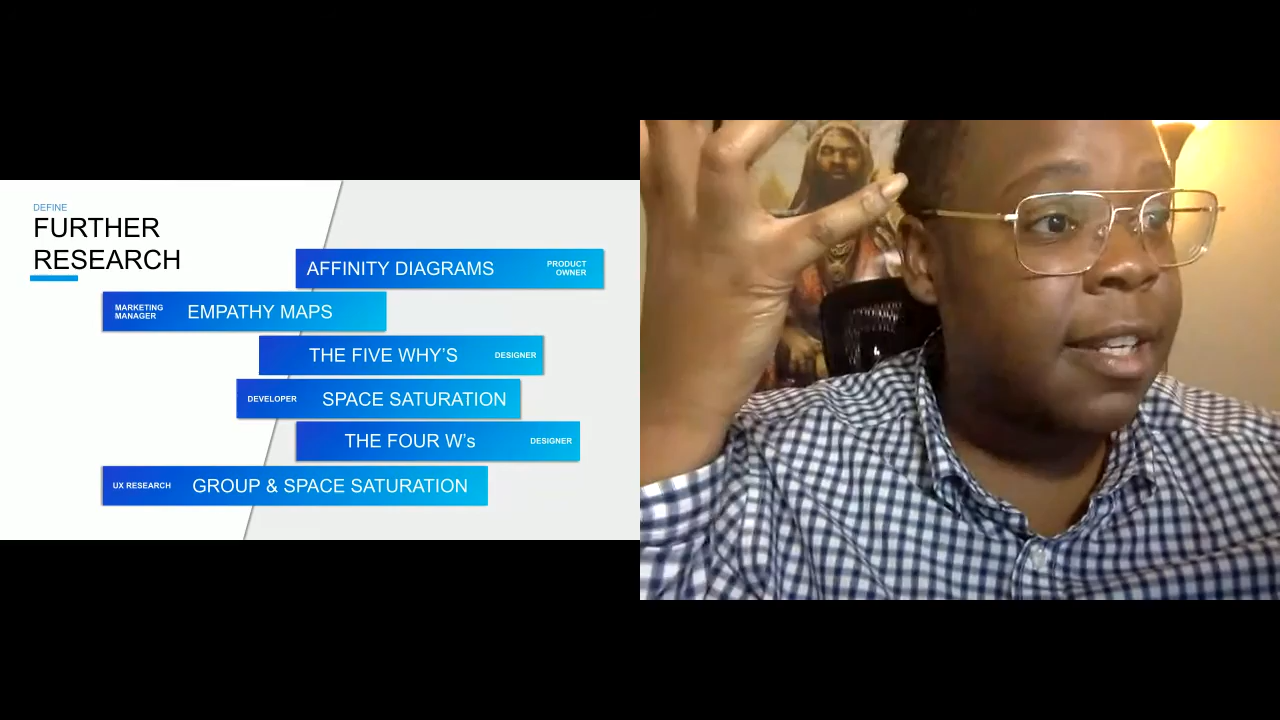 DEFINE
FURTHER
RESEARCH
AFFINITY DIAGRAMS
PRODUCT
OWNER
MARKETING
MANAGER
EMPATHY MAPS
THE FIVE WHY'S
DESIGNER
DEVELOPER
SPACE SATURATION
THE FOUR W's
DESIGNER
UX RESEARCH
GROUP & SPACE SATURATION